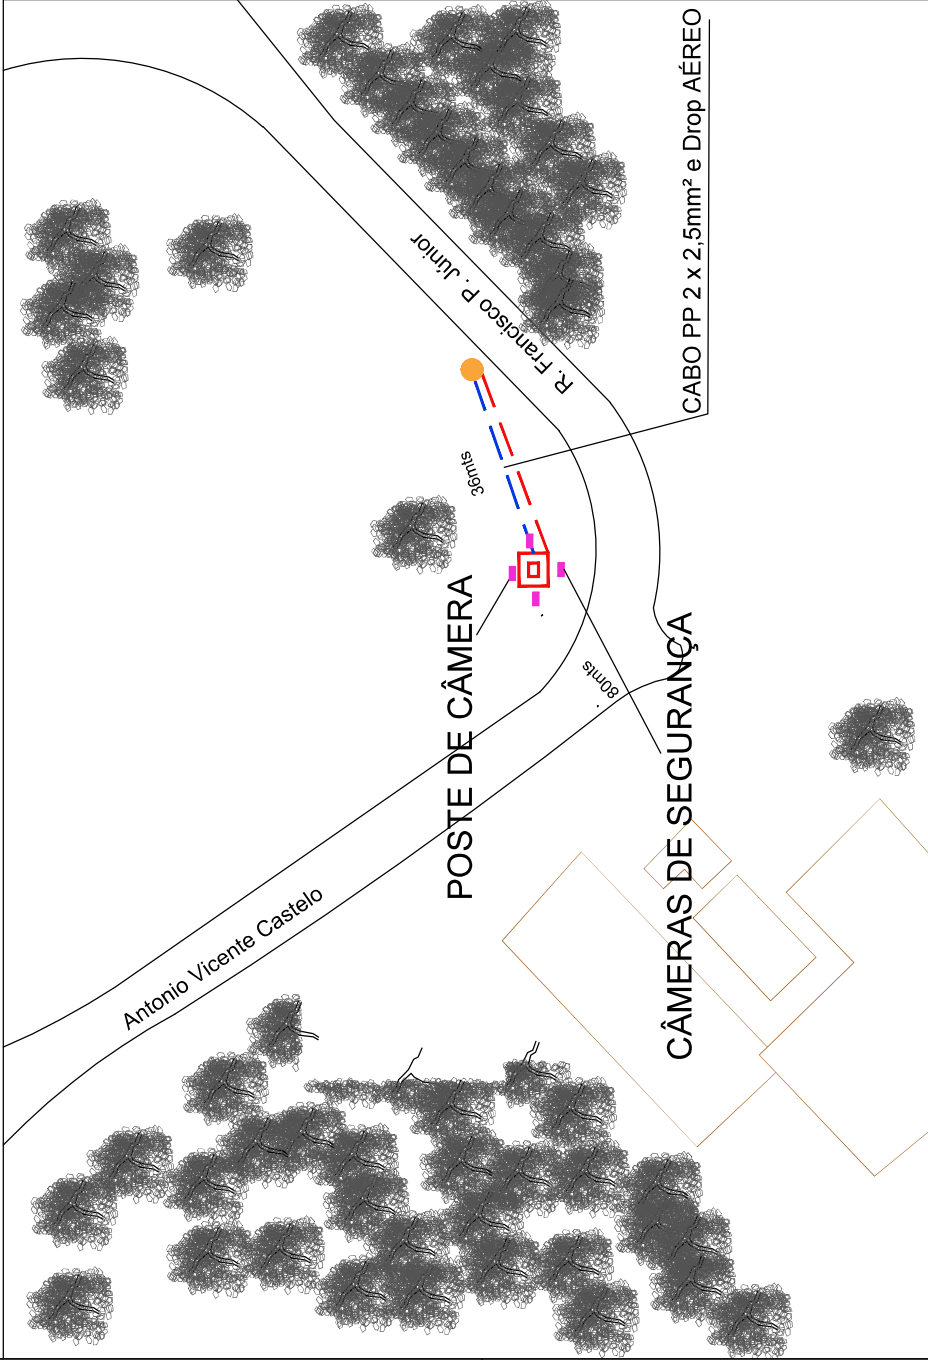 CABO PP 2 x 2,5mm² e Drop AÉREO
R. Francisco P. Júnior
36mts
POSTE DE CÂMERA
80mts
CÂMERAS DE SEGURANÇA
Antonio Vicente Castelo